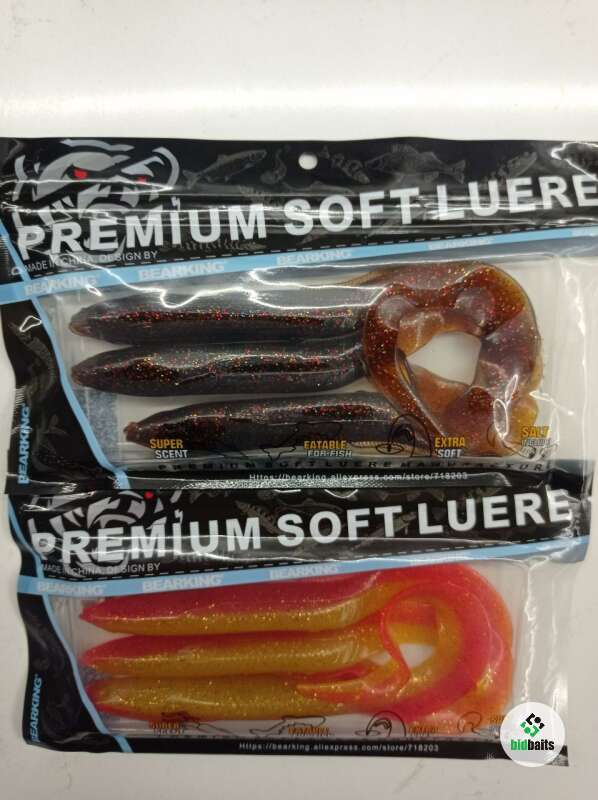 PREMIUM SOFT LUERE
MADE IN CHINA, DESIGN BY
BEARKING BEARKING BEARKING BEARKING
BEARKING
SUPER SCENT
EATABLE FOR-FISH
EXTRA SOFT
SALT
Https://bearking.aliexpress.com/store/718203
PREMIUM SOFT LUERE
MADE IN CHINA, DESIGN BY
BEARKING BEARKING BEARKING
BEARKING
SUPER
Https://bearking.aliexpress.com/store/718203
bidbaits